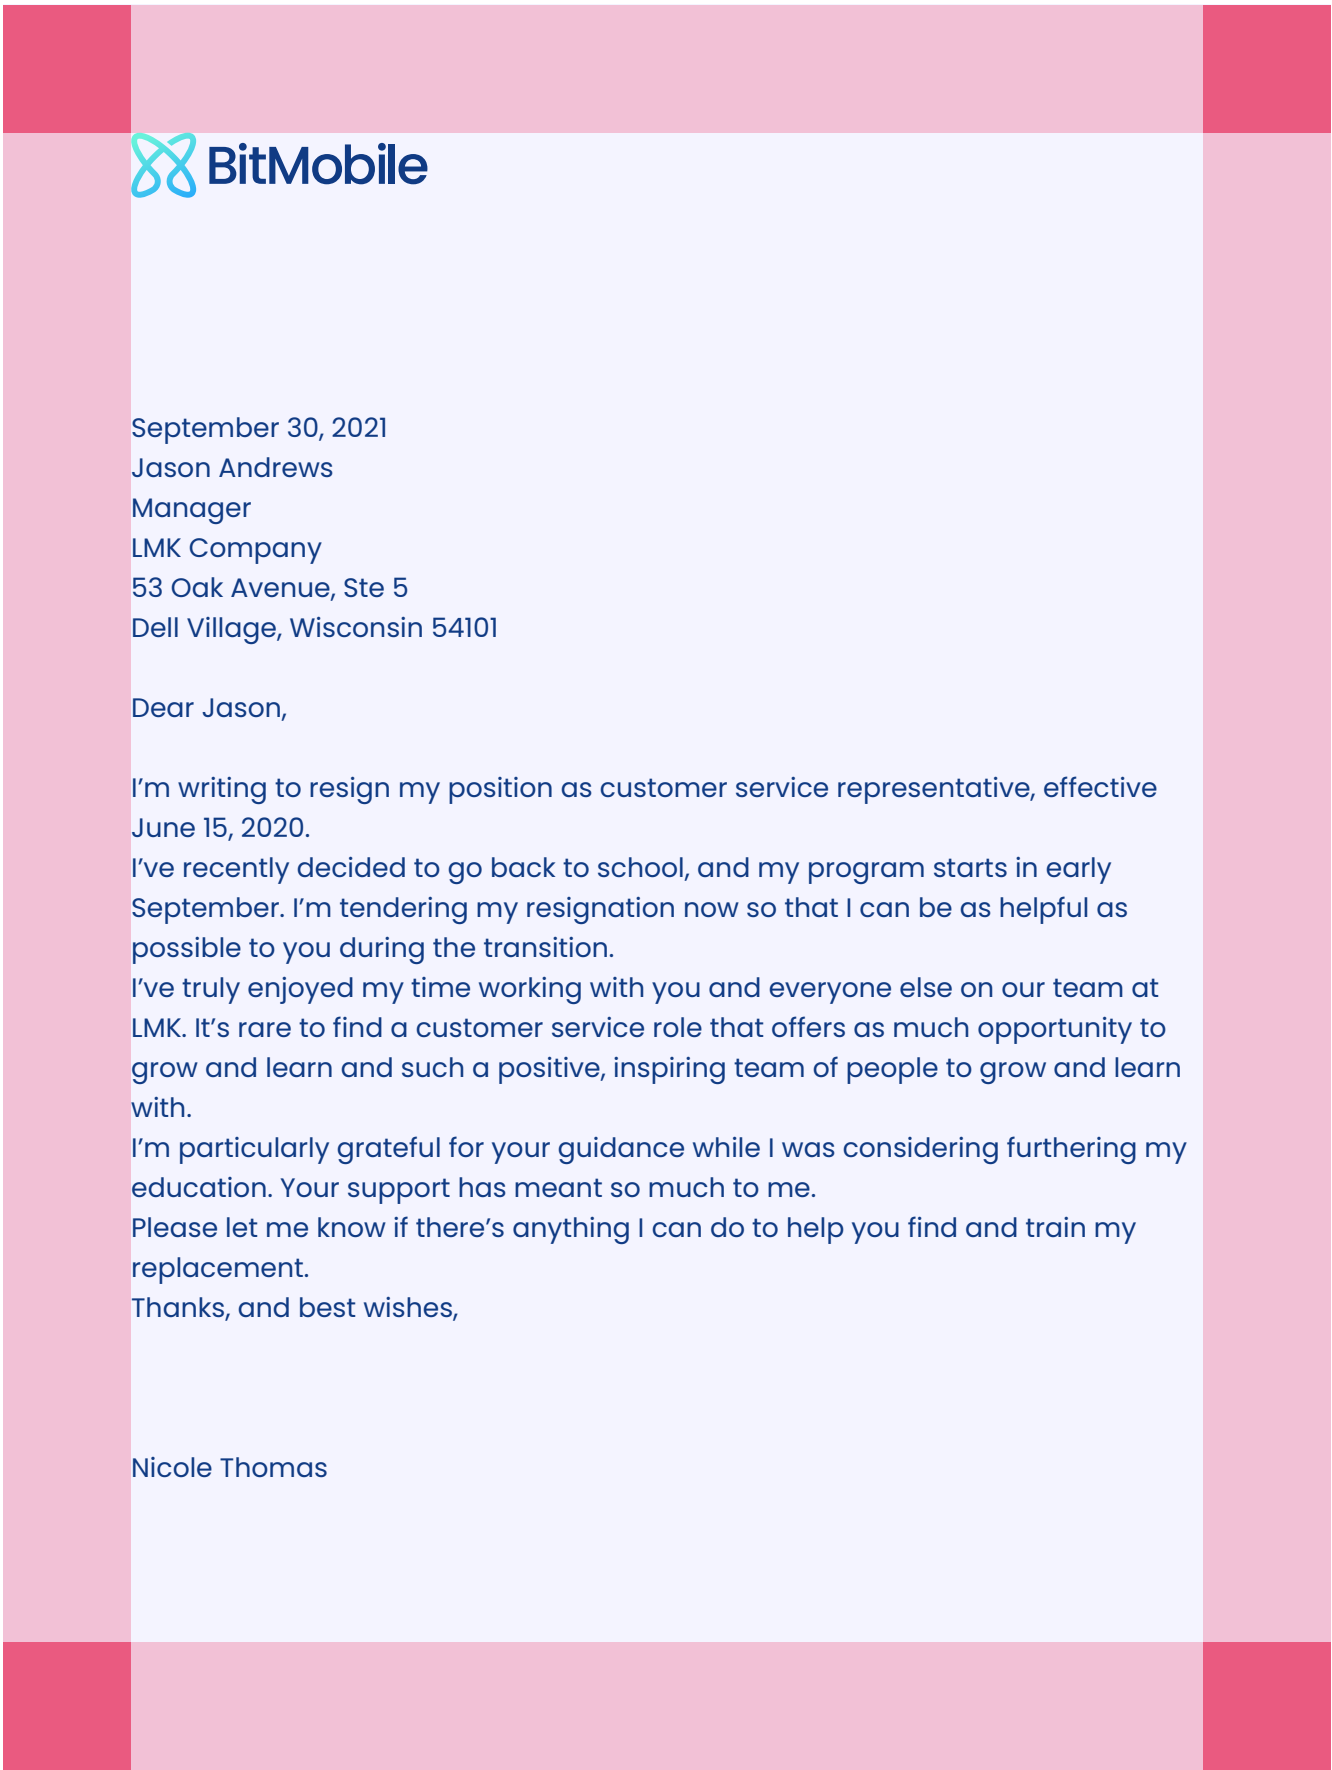 BitMobile
September 30, 2021
Jason Andrews
Manager
LMK Company
53 Oak Avenue, Ste 5
Dell Village, Wisconsin 54101
Dear Jason,
I’m writing to resign my position as customer service representative, effective
June 15, 2020.
I’ve recently decided to go back to school, and my program starts in early
September. I’m tendering my resignation now so that I can be as helpful as
possible to you during the transition.
I’ve truly enjoyed my time working with you and everyone else on our team at
LMK. It’s rare to find a customer service role that offers as much opportunity to
grow and learn and such a positive, inspiring team of people to grow and learn
with.
I’m particularly grateful for your guidance while I was considering furthering my
education. Your support has meant so much to me.
Please let me know if there’s anything I can do to help you find and train my
replacement.
Thanks, and best wishes,
Nicole Thomas